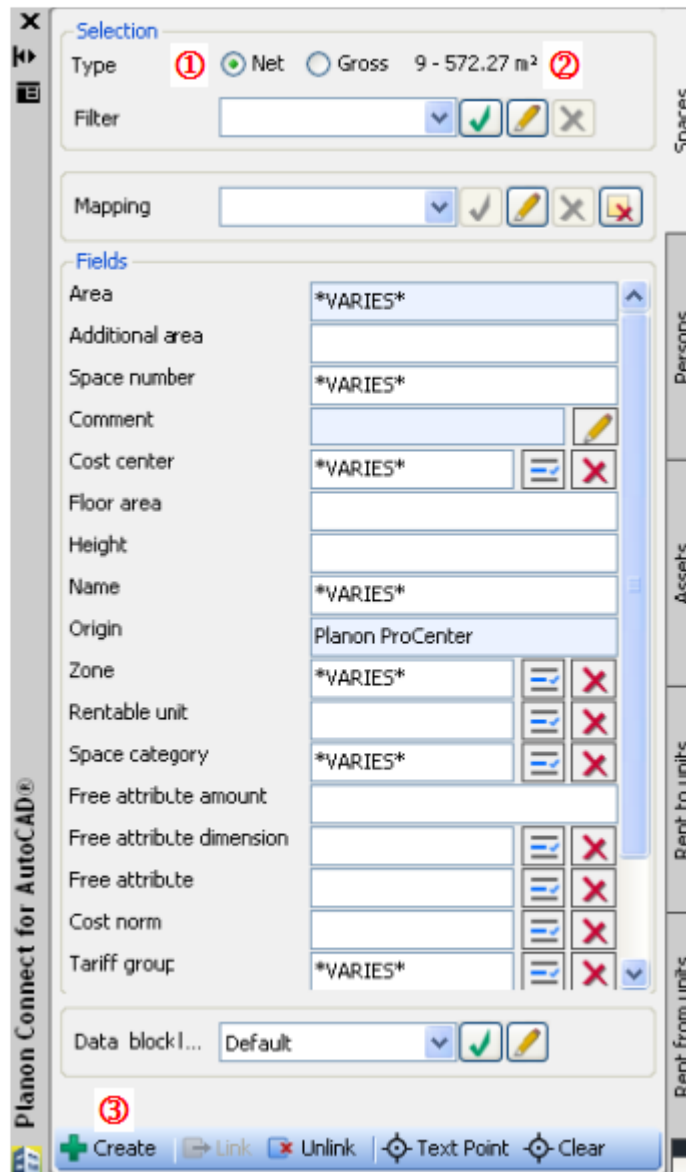 Selection
Type ① Net Gross 9 - 572.27 m² ②
Filter
Mapping
Fields
Area *VARIES*
Additional area
Space number *VARIES*
Comment
Cost center *VARIES*
Floor area
Height
Name *VARIES*
Origin Planon ProCenter
Zone *VARIES*
Rentable unit
Space category *VARIES*
Free attribute amount
Free attribute dimension
Free attribute
Cost norm
Tariff group *VARIES*
Data block l... Default
③
Create Link Unlink Text Point Clear
Planon Connect for AutoCAD®
Spaces
Persons
Assets
Rent to units
Rent from units